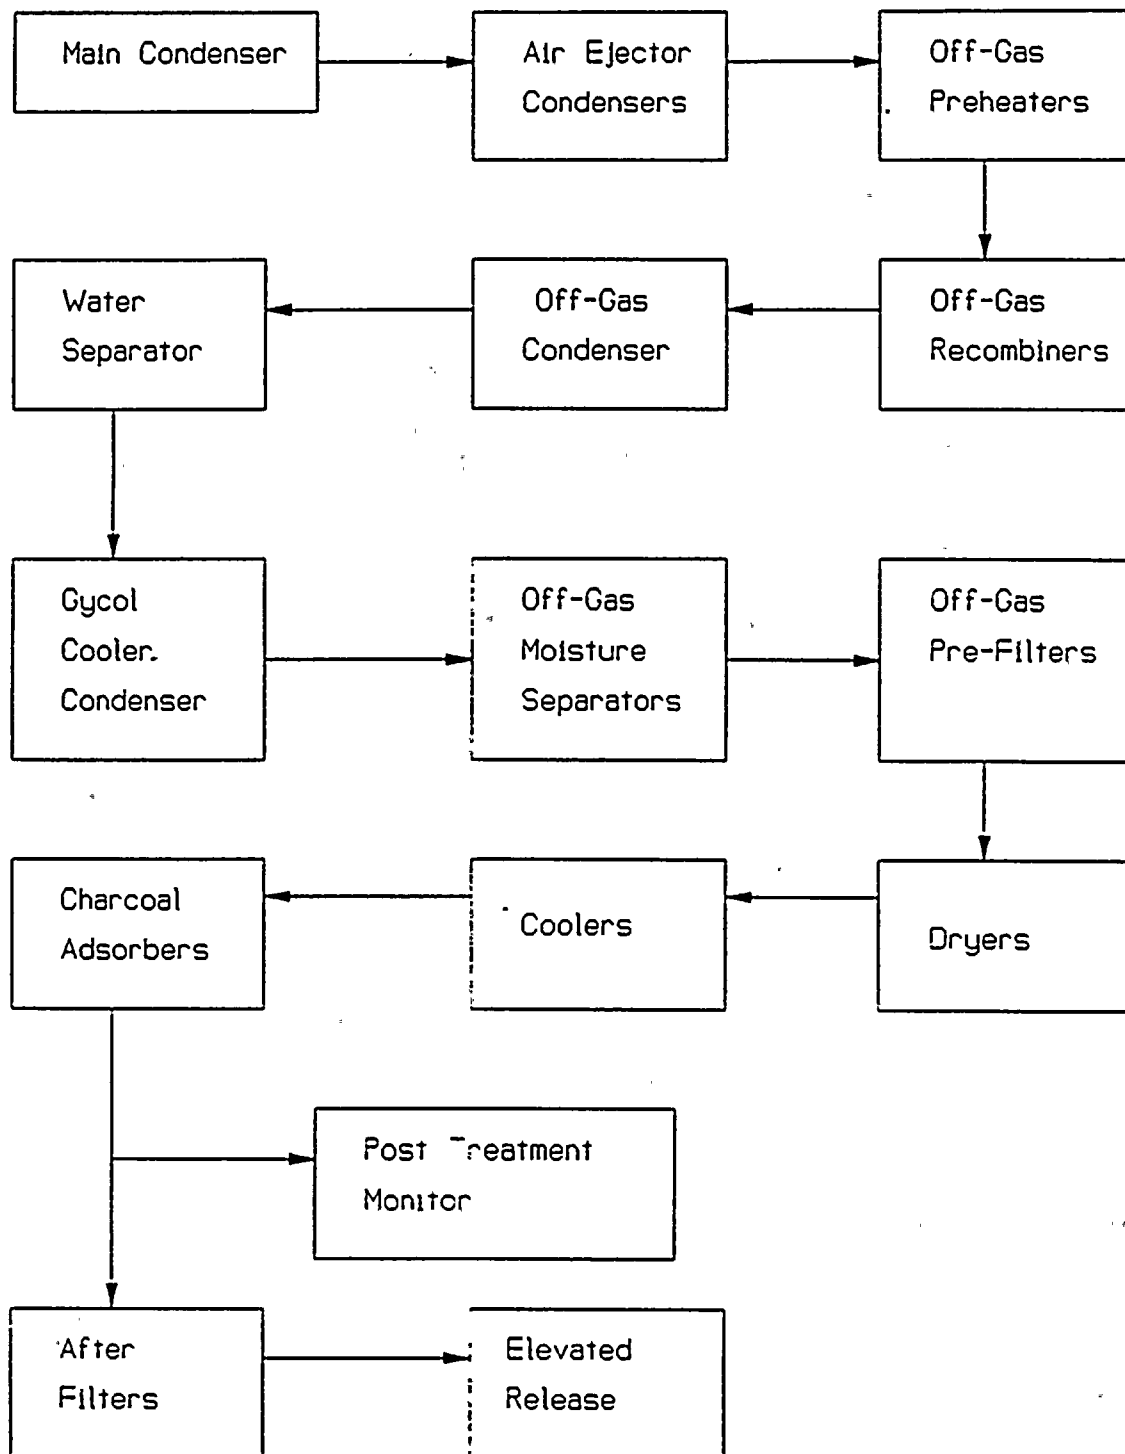 Main Condenser
Air Ejector
Condensers
Off-Gas
Preheaters
Water
Separator
Off-Gas
Condenser
Off-Gas
Recombiners
Gycol
Cooler
Condenser
Off-Gas
Moisture
Separators
Off-Gas
Pre-Filters
Charcoal
Adsorbers
Coolers
Dryers
Post Treatment
Monitor
After
Filters
Elevated
Release